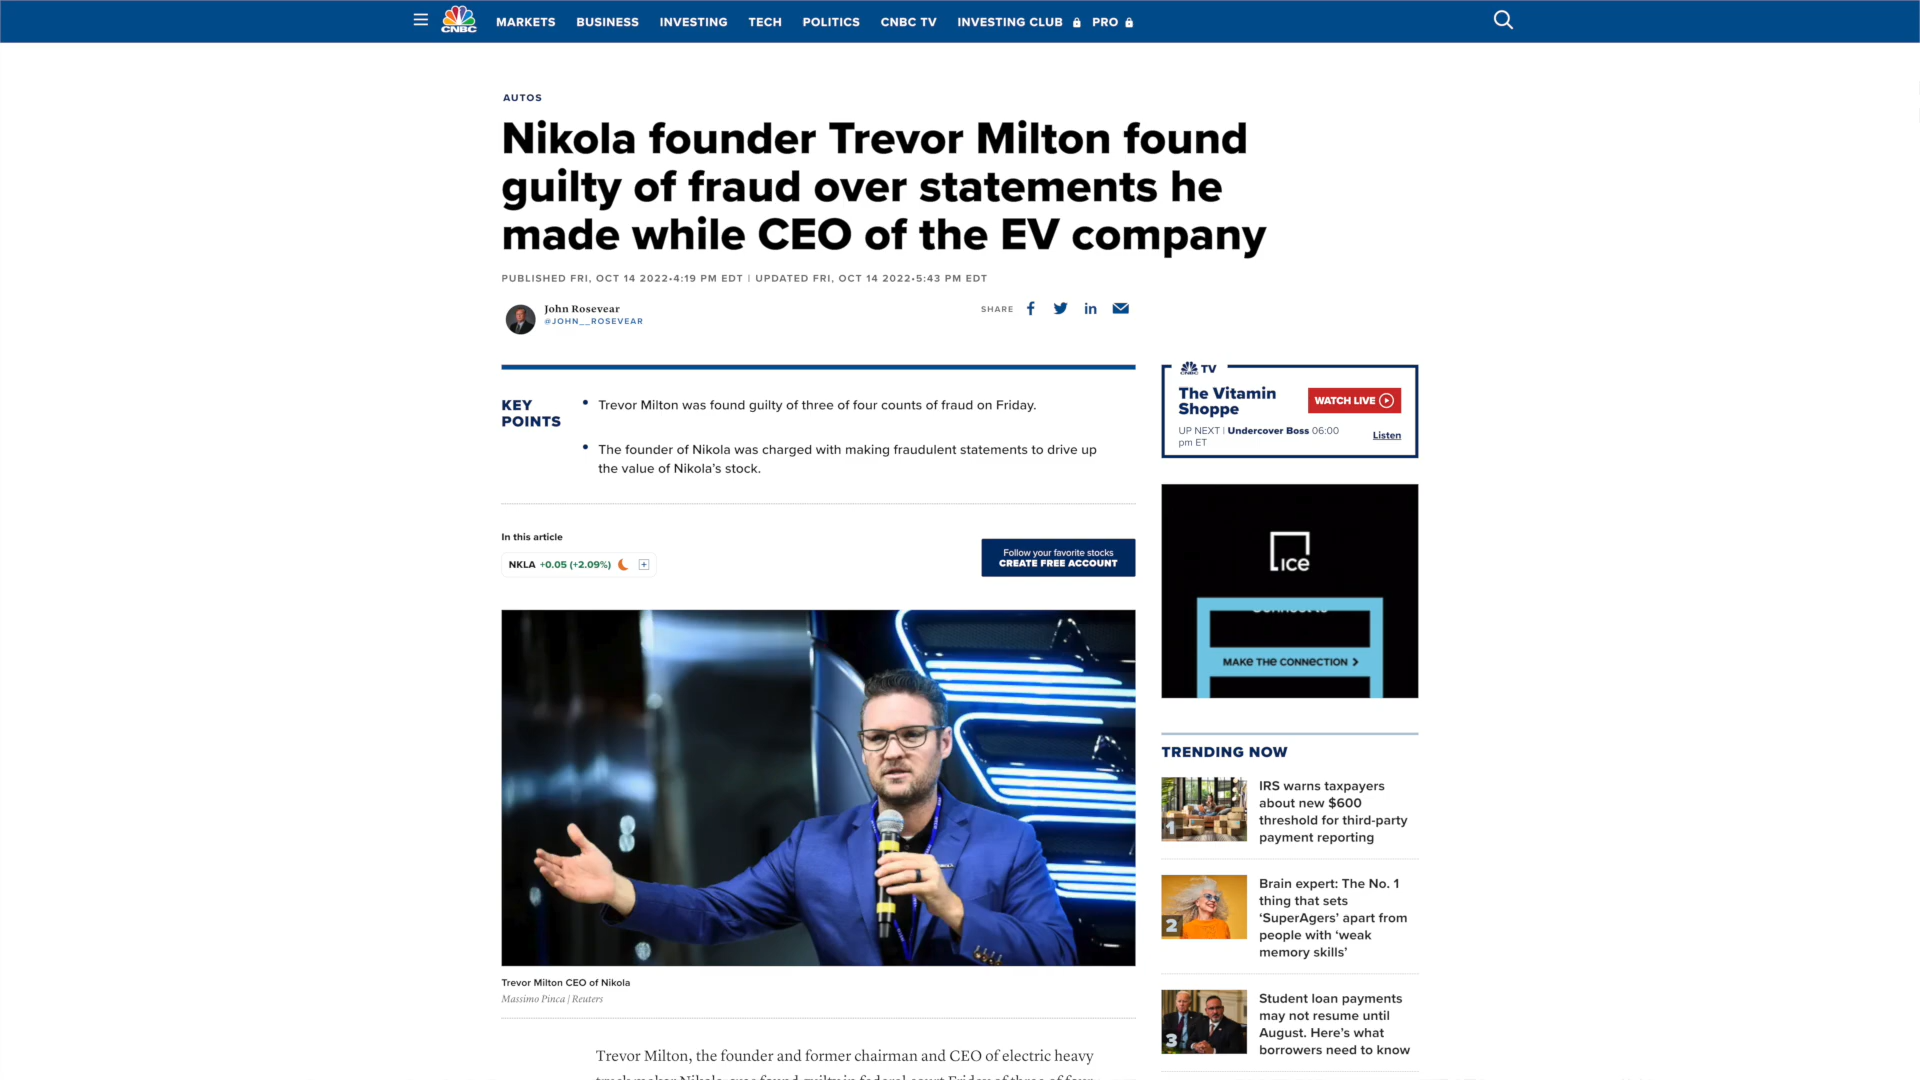 CNBC
MARKETS BUSINESS INVESTING TECH POLITICS CNBC TV INVESTING CLUB PRO
AUTOS
Nikola founder Trevor Milton found
guilty of fraud over statements he
made while CEO of the EV company
PUBLISHED FRI, OCT 14 2022•4:19 PM EDT | UPDATED FRI, OCT 14 2022•5:43 PM EDT
John Rosevear
@JOHN__ROSEVEAR
SHARE
KEY
POINTS
• Trevor Milton was found guilty of three of four counts of fraud on Friday.
• The founder of Nikola was charged with making fraudulent statements to drive up
the value of Nikola’s stock.
In this article
NKLA +0.05 (+2.09%)
Follow your favorite stocks
CREATE FREE ACCOUNT
Trevor Milton CEO of Nikola
Massimo Pinca | Reuters
Trevor Milton, the founder and former chairman and CEO of electric heavy
CNBC TV
The Vitamin
Shoppe
WATCH LIVE
UP NEXT | Undercover Boss 06:00
pm ET
Listen
ICE
MAKE THE CONNECTION >
TRENDING NOW
1
IRS warns taxpayers
about new $600
threshold for third-party
payment reporting
2
Brain expert: The No. 1
thing that sets
‘SuperAgers’ apart from
people with ‘weak
memory skills’
3
Student loan payments
may not resume until
August. Here’s what
borrowers need to know